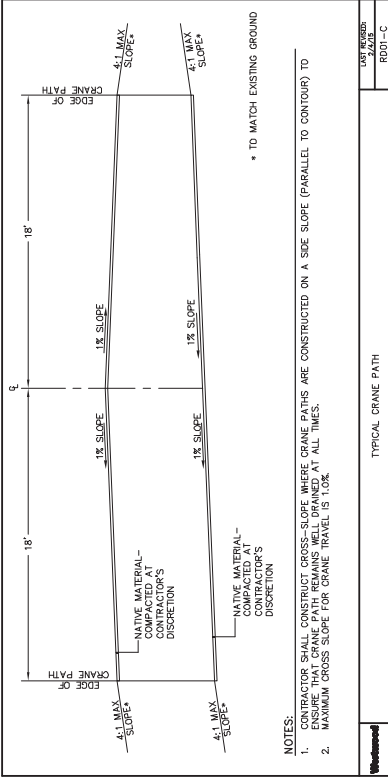 ℄
18'
18'
EDGE OF
CRANE PATH
EDGE OF
CRANE PATH
4:1 MAX
SLOPE*
4:1 MAX
SLOPE*
1% SLOPE
1% SLOPE
NATIVE MATERIAL-
COMPACTED AT
CONTRACTOR'S
DISCRETION
4:1 MAX
SLOPE*
4:1 MAX
SLOPE*
1% SLOPE
1% SLOPE
NATIVE MATERIAL-
COMPACTED AT
CONTRACTOR'S
DISCRETION
* TO MATCH EXISTING GROUND
NOTES:
1. CONTRACTOR SHALL CONSTRUCT CROSS-SLOPE WHERE CRANE PATHS ARE CONSTRUCTED ON A SIDE SLOPE (PARALLEL TO CONTOUR) TO
ENSURE THAT CRANE PATH REMAINS WELL DRAINED AT ALL TIMES.
2. MAXIMUM CROSS SLOPE FOR CRANE TRAVEL IS 1.0%.
Westwood
TYPICAL CRANE PATH
LAST REVISED:
2/4/15
RD01-C